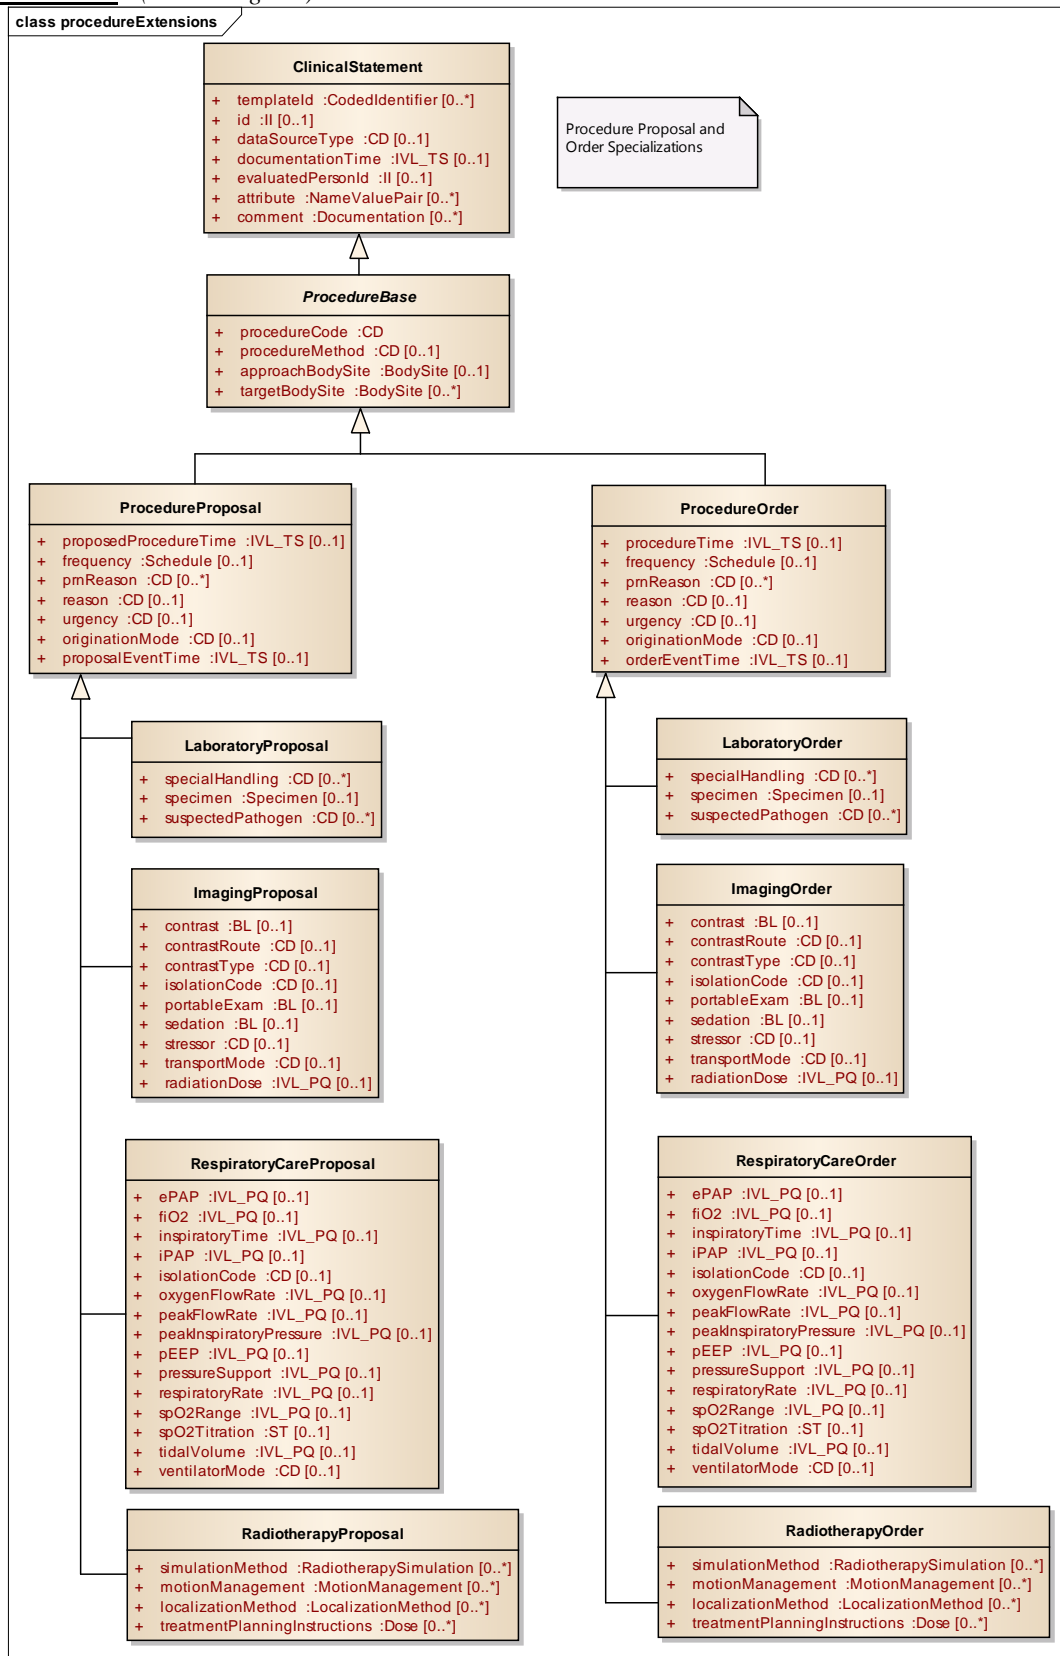 class procedureExtensions
ClinicalStatement
+ templateId :CodedIdentifier [0..*]
+ id :II [0..1]
+ dataSourceType :CD [0..1]
+ documentationTime :IVL_TS [0..1]
+ evaluatedPersonId :II [0..1]
+ attribute :NameValuePair [0..*]
+ comment :Documentation [0..*]
Procedure Proposal and
Order Specializations
ProcedureBase
+ procedureCode :CD
+ procedureMethod :CD [0..1]
+ approachBodySite :BodySite [0..1]
+ targetBodySite :BodySite [0..*]
ProcedureProposal
+ proposedProcedureTime :IVL_TS [0..1]
+ frequency :Schedule [0..1]
+ prnReason :CD [0..*]
+ reason :CD [0..1]
+ urgency :CD [0..1]
+ originationMode :CD [0..1]
+ proposalEventTime :IVL_TS [0..1]
ProcedureOrder
+ procedureTime :IVL_TS [0..1]
+ frequency :Schedule [0..1]
+ prnReason :CD [0..*]
+ reason :CD [0..1]
+ urgency :CD [0..1]
+ originationMode :CD [0..1]
+ orderEventTime :IVL_TS [0..1]
LaboratoryProposal
+ specialHandling :CD [0..*]
+ specimen :Specimen [0..1]
+ suspectedPathogen :CD [0..*]
LaboratoryOrder
+ specialHandling :CD [0..*]
+ specimen :Specimen [0..1]
+ suspectedPathogen :CD [0..*]
ImagingProposal
+ contrast :BL [0..1]
+ contrastRoute :CD [0..1]
+ contrastType :CD [0..1]
+ isolationCode :CD [0..1]
+ portableExam :BL [0..1]
+ sedation :BL [0..1]
+ stressor :CD [0..1]
+ transportMode :CD [0..1]
+ radiationDose :IVL_PQ [0..1]
ImagingOrder
+ contrast :BL [0..1]
+ contrastRoute :CD [0..1]
+ contrastType :CD [0..1]
+ isolationCode :CD [0..1]
+ portableExam :BL [0..1]
+ sedation :BL [0..1]
+ stressor :CD [0..1]
+ transportMode :CD [0..1]
+ radiationDose :IVL_PQ [0..1]
RespiratoryCareProposal
+ ePAP :IVL_PQ [0..1]
+ fiO2 :IVL_PQ [0..1]
+ inspiratoryTime :IVL_PQ [0..1]
+ iPAP :IVL_PQ [0..1]
+ isolationCode :CD [0..1]
+ oxygenFlowRate :IVL_PQ [0..1]
+ peakFlowRate :IVL_PQ [0..1]
+ peakInspiratoryPressure :IVL_PQ [0..1]
+ pEEP :IVL_PQ [0..1]
+ pressureSupport :IVL_PQ [0..1]
+ respiratoryRate :IVL_PQ [0..1]
+ spO2Range :IVL_PQ [0..1]
+ spO2Titration :ST [0..1]
+ tidalVolume :IVL_PQ [0..1]
+ ventilatorMode :CD [0..1]
RespiratoryCareOrder
+ ePAP :IVL_PQ [0..1]
+ fiO2 :IVL_PQ [0..1]
+ inspiratoryTime :IVL_PQ [0..1]
+ iPAP :IVL_PQ [0..1]
+ isolationCode :CD [0..1]
+ oxygenFlowRate :IVL_PQ [0..1]
+ peakFlowRate :IVL_PQ [0..1]
+ peakInspiratoryPressure :IVL_PQ [0..1]
+ pEEP :IVL_PQ [0..1]
+ pressureSupport :IVL_PQ [0..1]
+ respiratoryRate :IVL_PQ [0..1]
+ spO2Range :IVL_PQ [0..1]
+ spO2Titration :ST [0..1]
+ tidalVolume :IVL_PQ [0..1]
+ ventilatorMode :CD [0..1]
RadiotherapyProposal
+ simulationMethod :RadiotherapySimulation [0..*]
+ motionManagement :MotionManagement [0..*]
+ localizationMethod :LocalizationMethod [0..*]
+ treatmentPlanningInstructions :Dose [0..*]
RadiotherapyOrder
+ simulationMethod :RadiotherapySimulation [0..*]
+ motionManagement :MotionManagement [0..*]
+ localizationMethod :LocalizationMethod [0..*]
+ treatmentPlanningInstructions :Dose [0..*]